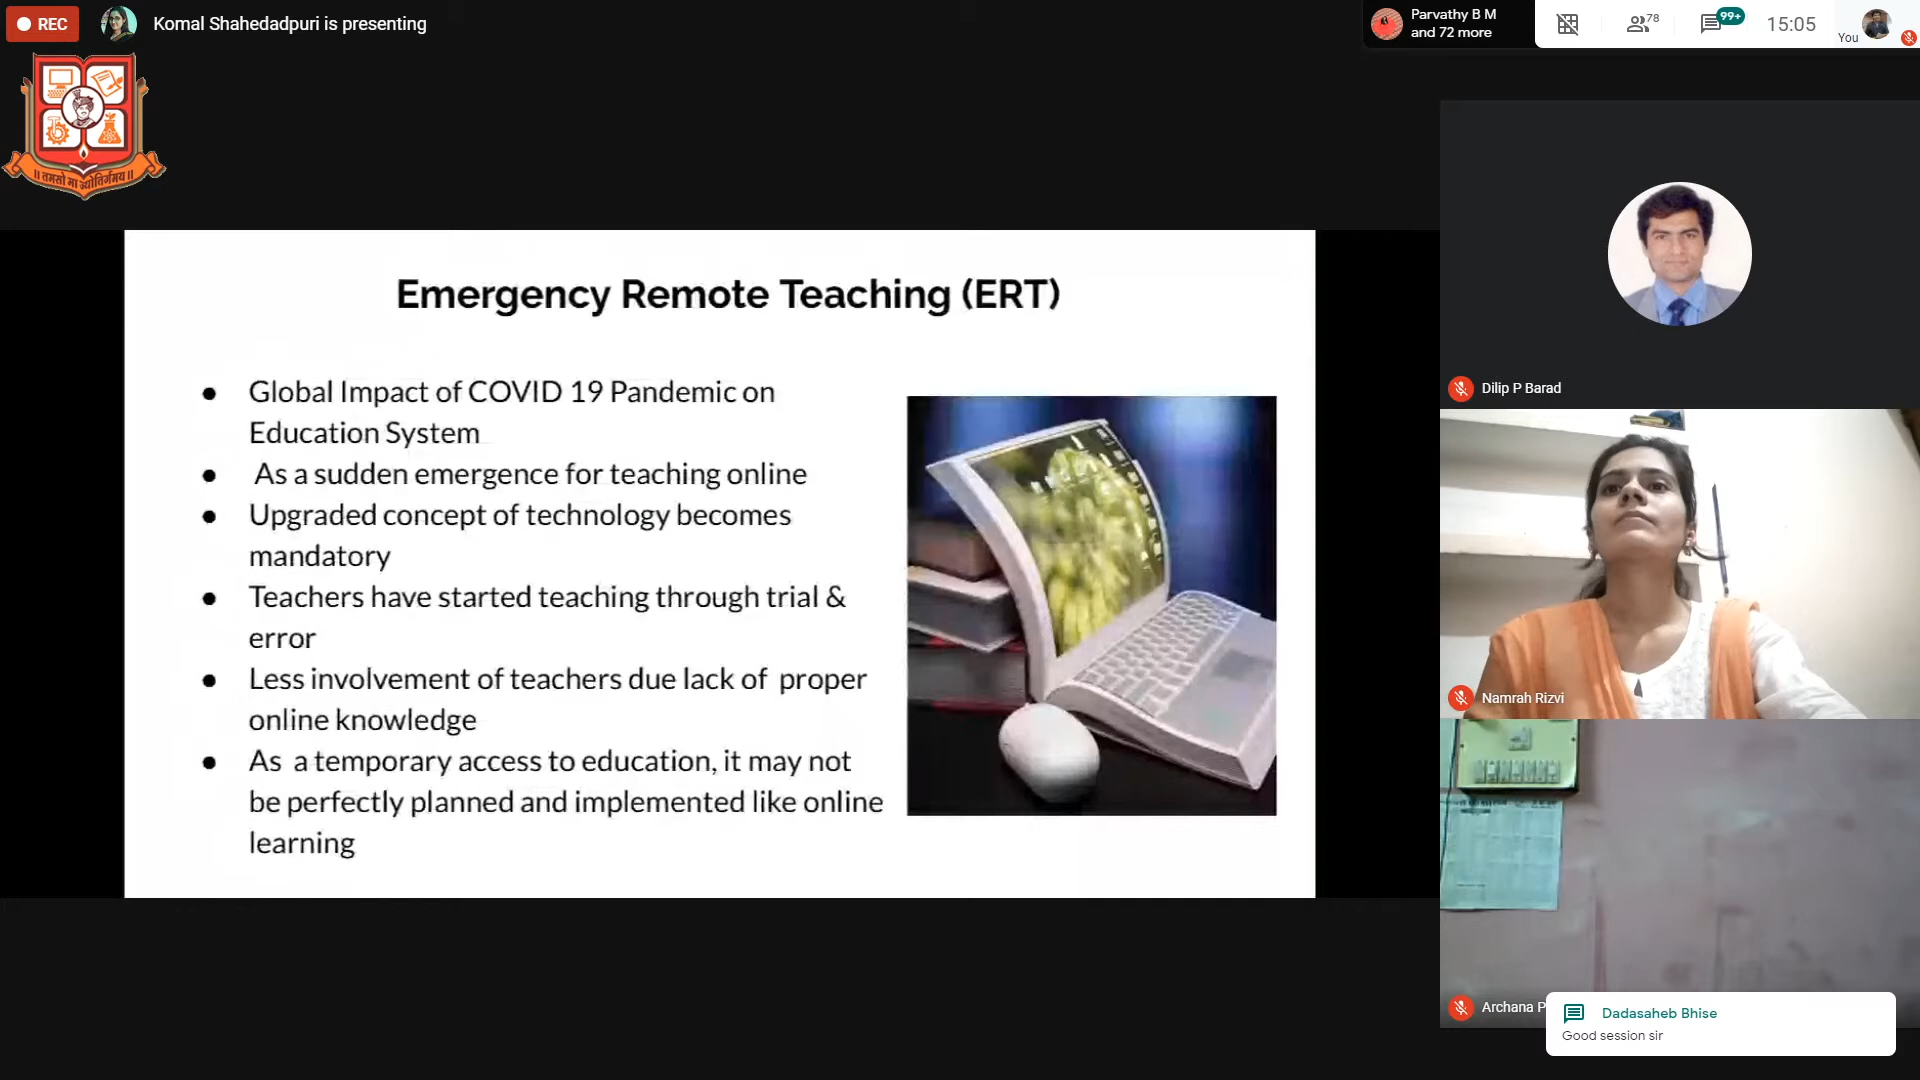 REC
Komal Shahedadpuri is presenting
Parvathy B M
and 72 more
78
99+
15:05
You
|| तमसो मा ज्योतिर्गमय ||
Emergency Remote Teaching (ERT)
● Global Impact of COVID 19 Pandemic on
Education System
● As a sudden emergence for teaching online
● Upgraded concept of technology becomes
mandatory
● Teachers have started teaching through trial &
error
● Less involvement of teachers due lack of proper
online knowledge
● As a temporary access to education, it may not
be perfectly planned and implemented like online
learning
Dilip P Barad
Namrah Rizvi
Archana P
Dadasaheb Bhise
Good session sir